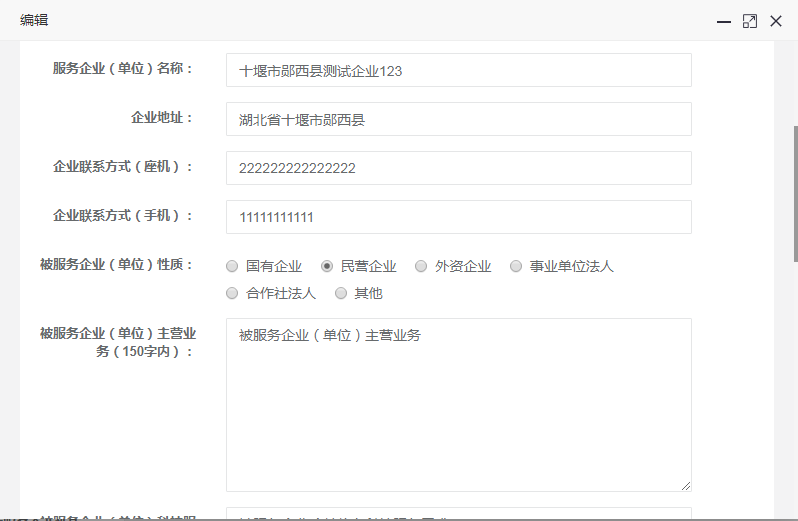 编辑
服务企业（单位）名称：
十堰市郧西县测试企业123
企业地址：
湖北省十堰市郧西县
企业联系方式（座机）：
222222222222222
企业联系方式（手机）：
11111111111
被服务企业（单位）性质：
国有企业 民营企业 外资企业 事业单位法人
合作社法人 其他
被服务企业（单位）主营业
务（150字内）：
被服务企业（单位）主营业务